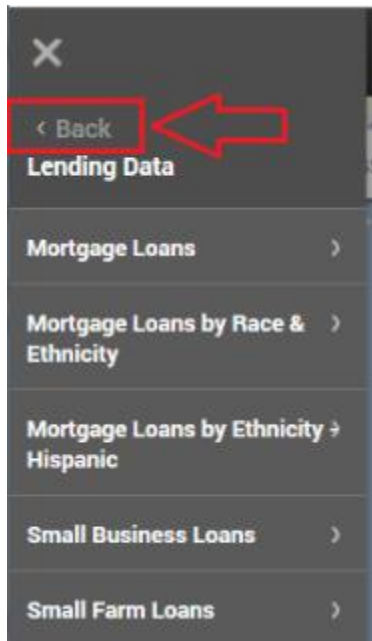 < Back
Lending Data
Mortgage Loans
Mortgage Loans by Race &
Ethnicity
Mortgage Loans by Ethnicity
Hispanic
Small Business Loans
Small Farm Loans